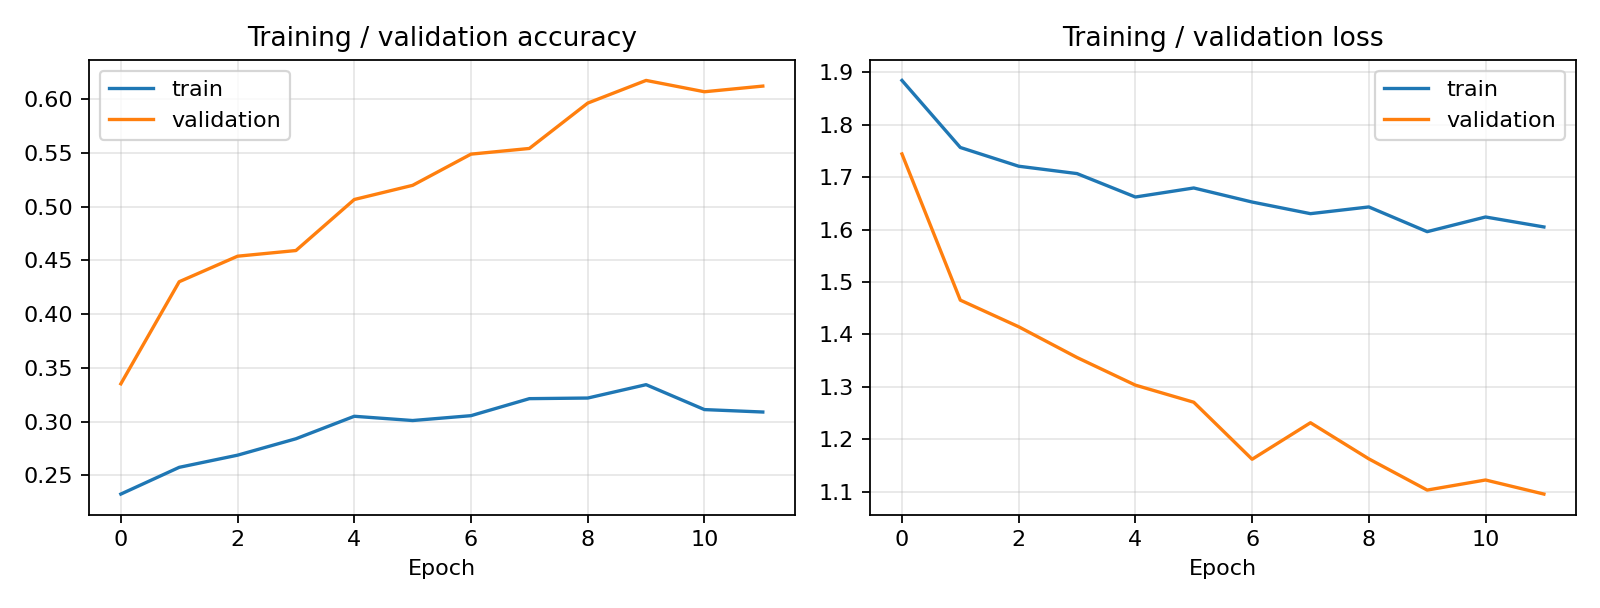 Training / validation accuracy
train
validation
0.60
0.55
0.50
0.45
0.40
0.35
0.30
0.25
0 2 4 6 8 10
Epoch
Training / validation loss
train
validation
1.9
1.8
1.7
1.6
1.5
1.4
1.3
1.2
1.1
0 2 4 6 8 10
Epoch